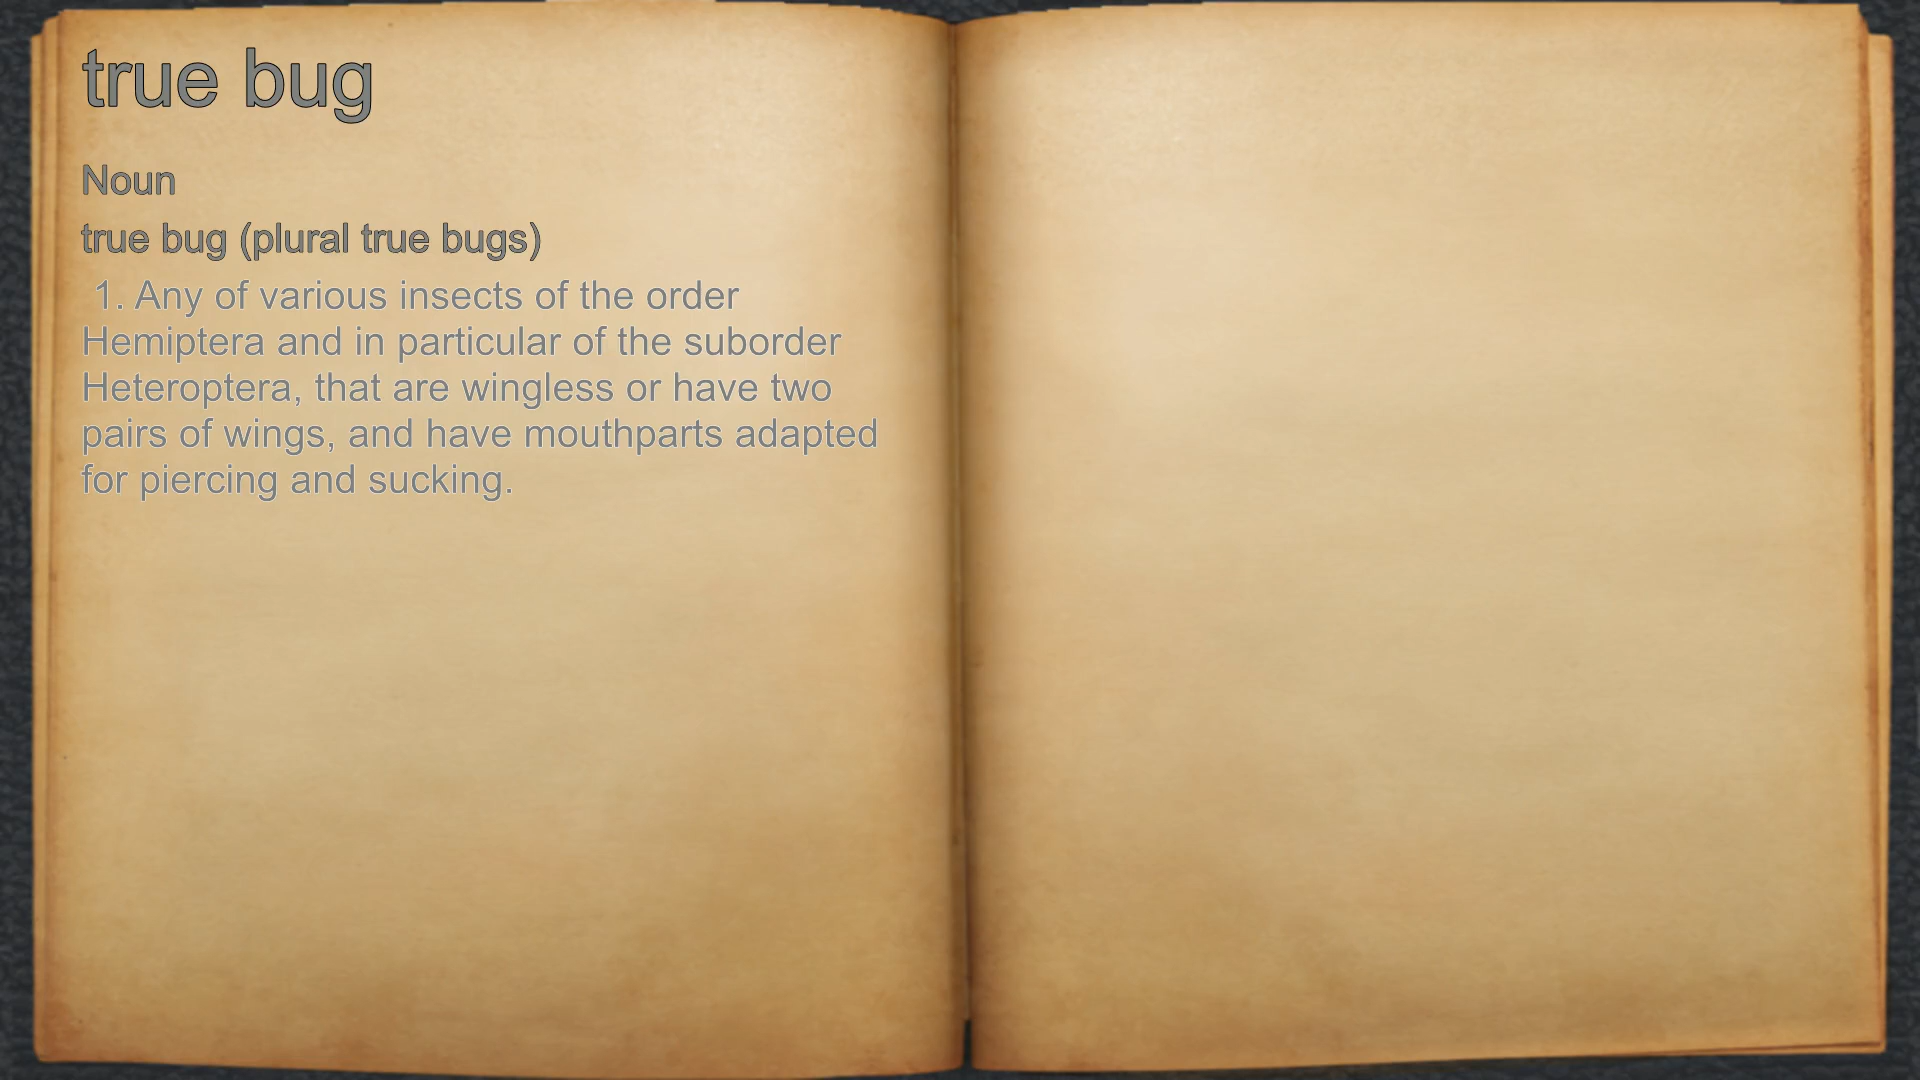 true bug
Noun
true bug (plural true bugs)
1. Any of various insects of the order
Hemiptera and in particular of the suborder
Heteroptera, that are wingless or have two
pairs of wings, and have mouthparts adapted
for piercing and sucking.